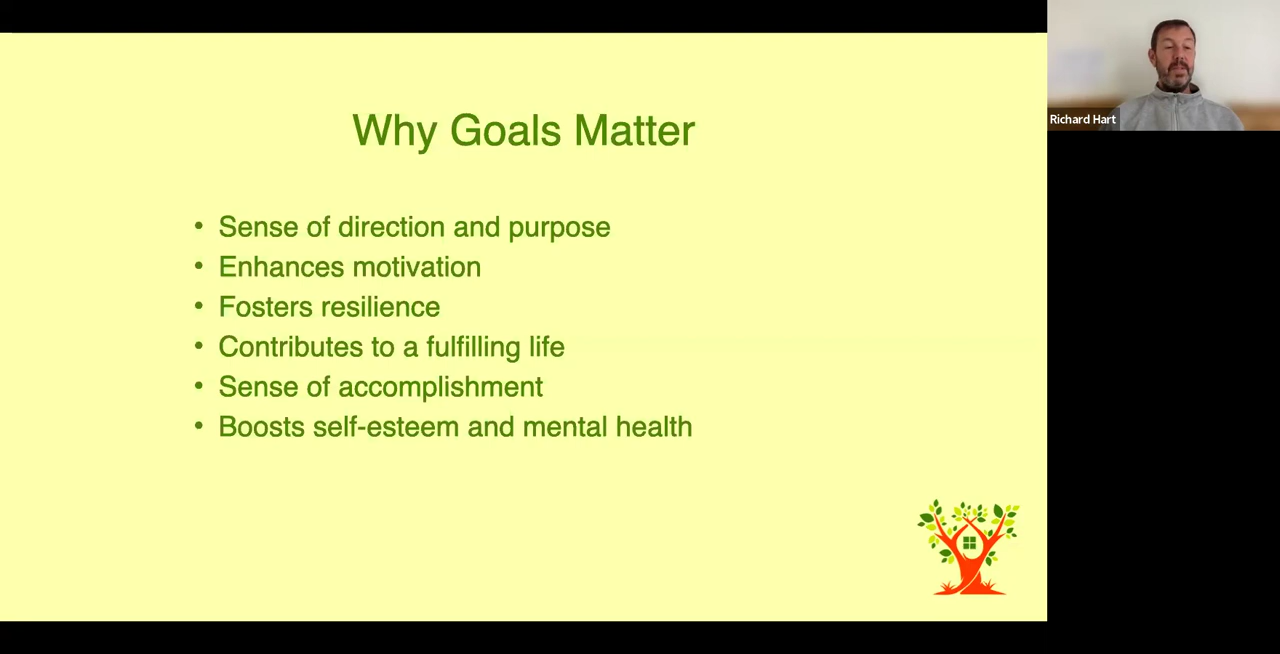 Why Goals Matter
• Sense of direction and purpose
• Enhances motivation
• Fosters resilience
• Contributes to a fulfilling life
• Sense of accomplishment
• Boosts self-esteem and mental health
Richard Hart